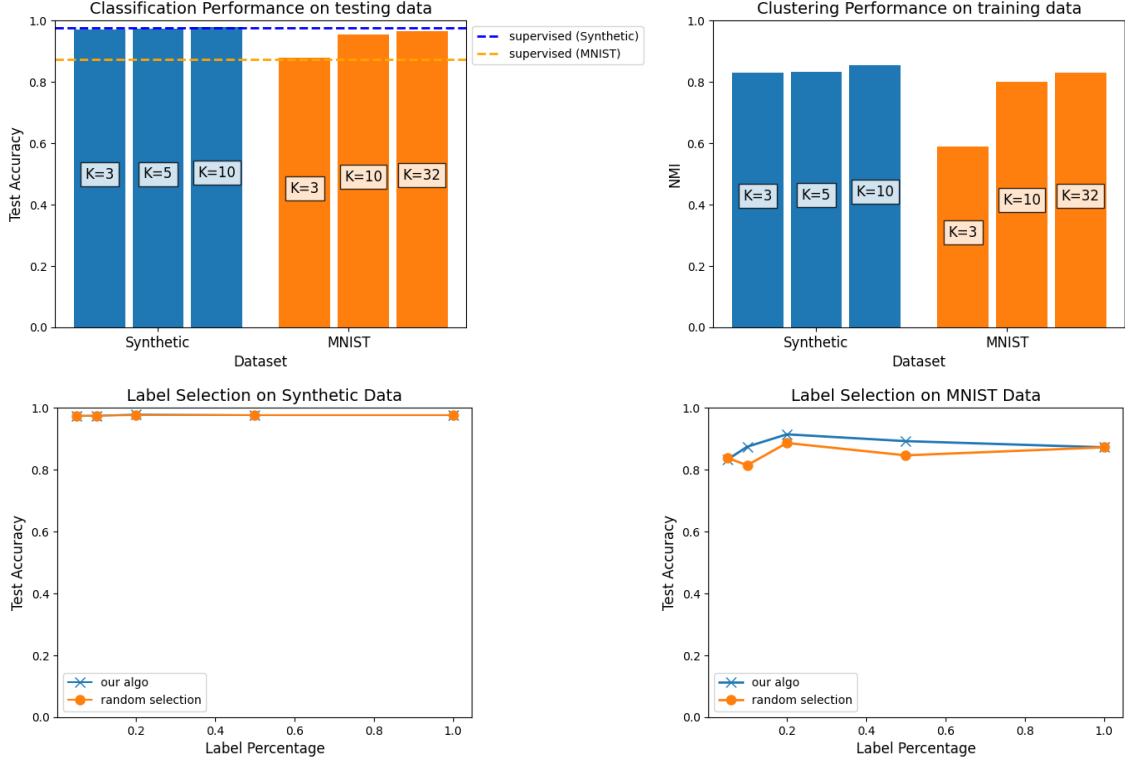 Classification Performance on testing data
1.0
0.8
0.6
0.4
0.2
0.0
Test Accuracy
K=3
K=5
K=10
K=3
K=10
K=32
Synthetic
MNIST
Dataset
supervised (Synthetic)
supervised (MNIST)
Clustering Performance on training data
1.0
0.8
0.6
0.4
0.2
0.0
NMI
K=3
K=5
K=10
K=3
K=10
K=32
Synthetic
MNIST
Dataset
Label Selection on Synthetic Data
1.0
0.8
0.6
0.4
0.2
0.0
Test Accuracy
our algo
random selection
0.2
0.4
0.6
0.8
1.0
Label Percentage
Label Selection on MNIST Data
1.0
0.8
0.6
0.4
0.2
0.0
Test Accuracy
our algo
random selection
0.2
0.4
0.6
0.8
1.0
Label Percentage